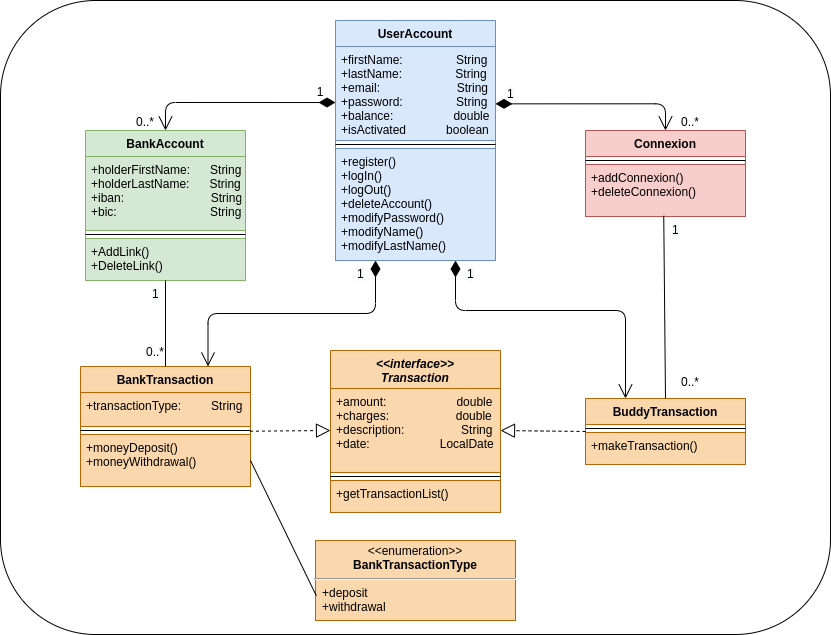 UserAccount
+firstName: String
+lastName: String
+email: String
+password: String
+balance: double
+isActivated boolean
+register()
+logIn()
+logOut()
+deleteAccount()
+modifyPassword()
+modifyName()
+modifyLastName()
1
0..*
1
0..*
BankAccount
+holderFirstName: String
+holderLastName: String
+iban: String
+bic: String
+AddLink()
+DeleteLink()
Connexion
+addConnexion()
+deleteConnexion()
1
1
1
0..*
1
0..*
BankTransaction
+transactionType: String
+moneyDeposit()
+moneyWithdrawal()
<<interface>>
Transaction
+amount: double
+charges: double
+description: String
+date: LocalDate
+getTransactionList()
BuddyTransaction
+makeTransaction()
<<enumeration>>
BankTransactionType
+deposit
+withdrawal